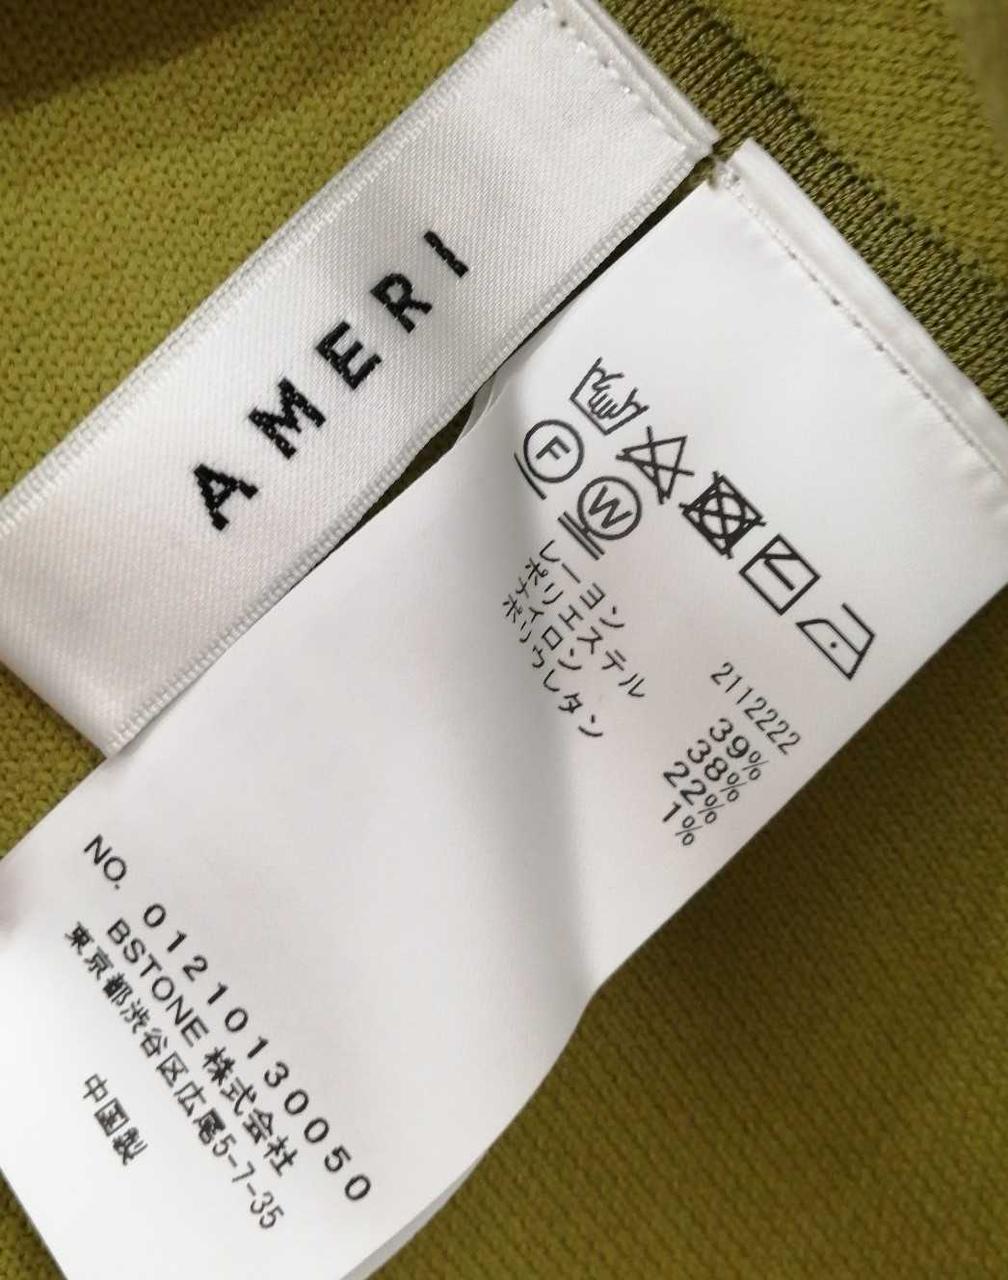 AMERI
F
W
2112222
レーヨン 39%
ポリエステル 38%
ナイロン 22%
ポリウレタン 1%
NO. 01210130050
BSTONE 株式会社
東京都渋谷区広尾5-7-35
中国製